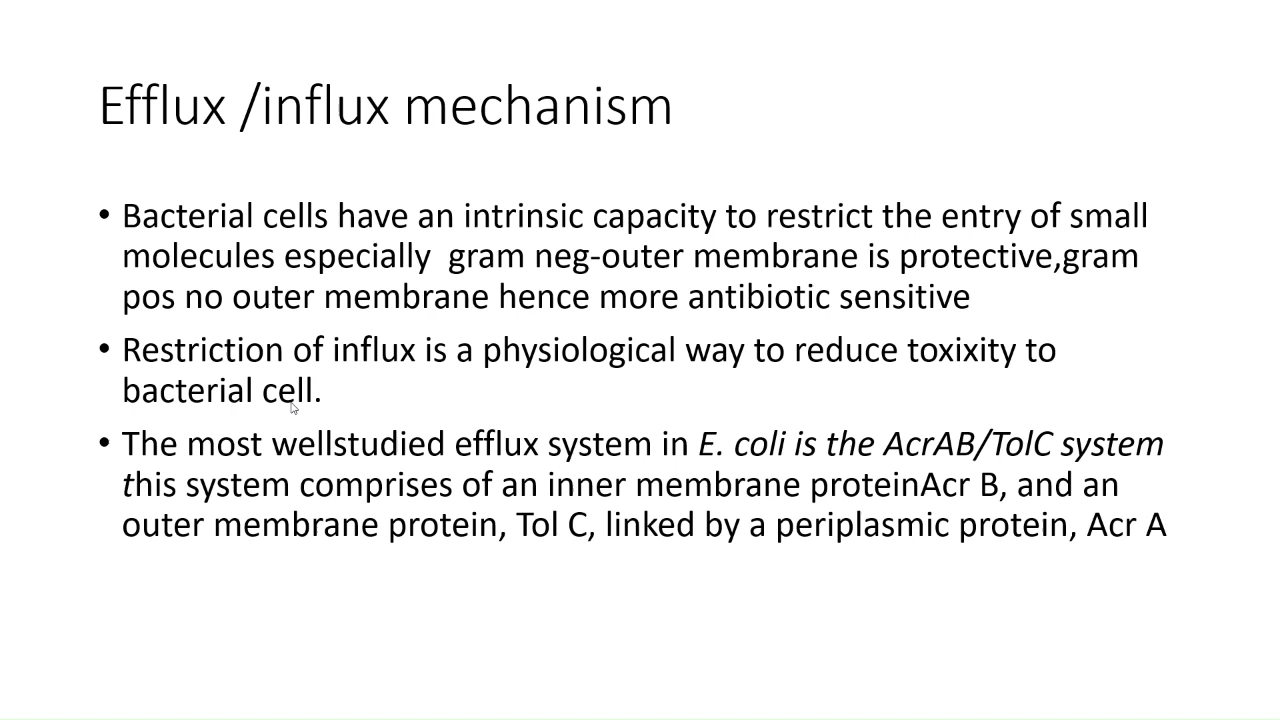 Efflux /influx mechanism
• Bacterial cells have an intrinsic capacity to restrict the entry of small
molecules especially  gram neg-outer membrane is protective,gram
pos no outer membrane hence more antibiotic sensitive
• Restriction of influx is a physiological way to reduce toxixity to
bacterial cell.
• The most wellstudied efflux system in E. coli is the AcrAB/TolC system
this system comprises of an inner membrane proteinAcr B, and an
outer membrane protein, Tol C, linked by a periplasmic protein, Acr A